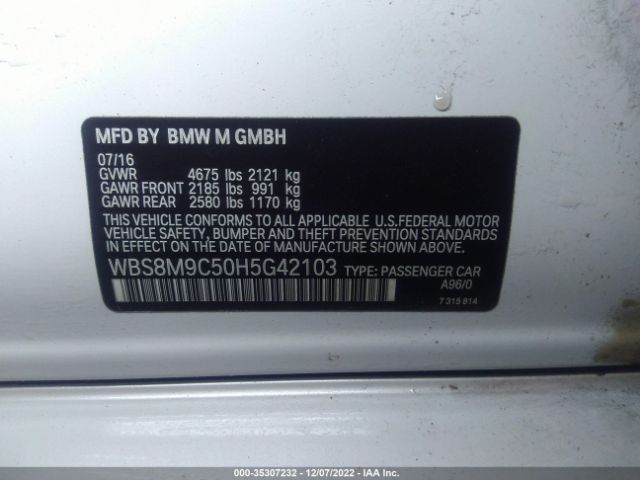 MFD BY BMW M GMBH
07/16
GVWR 4675 lbs 2121 kg
GAWR FRONT 2185 lbs 991 kg
GAWR REAR 2580 lbs 1170 kg
THIS VEHICLE CONFORMS TO ALL APPLICABLE U.S.FEDERAL MOTOR
VEHICLE SAFETY, BUMPER, AND THEFT PREVENTION STANDARDS
IN EFFECT ON THE DATE OF MANUFACTURE SHOWN ABOVE.
WBS8M9C50H5G42103 TYPE: PASSENGER CAR
A96/0
7 315 814
000-35307232 - 12/07/2022 - IAA Inc.